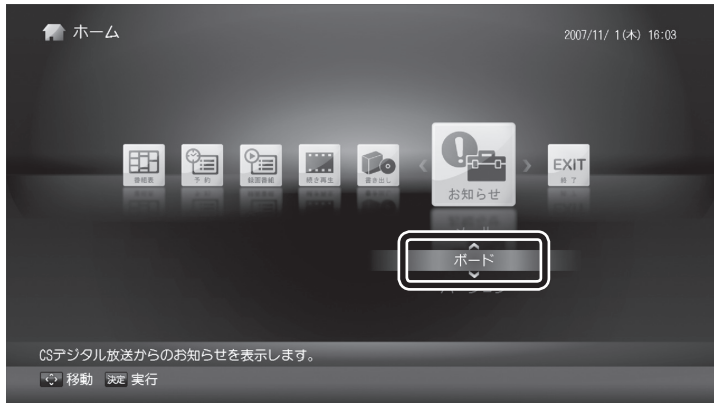 ホーム
2007/11/ 1(木) 16:03
番組表
予約
録画番組
続き再生
書き出し
お知らせ
EXIT
終了
ボード
CSデジタル放送からのお知らせを表示します。
移動 決定 実行